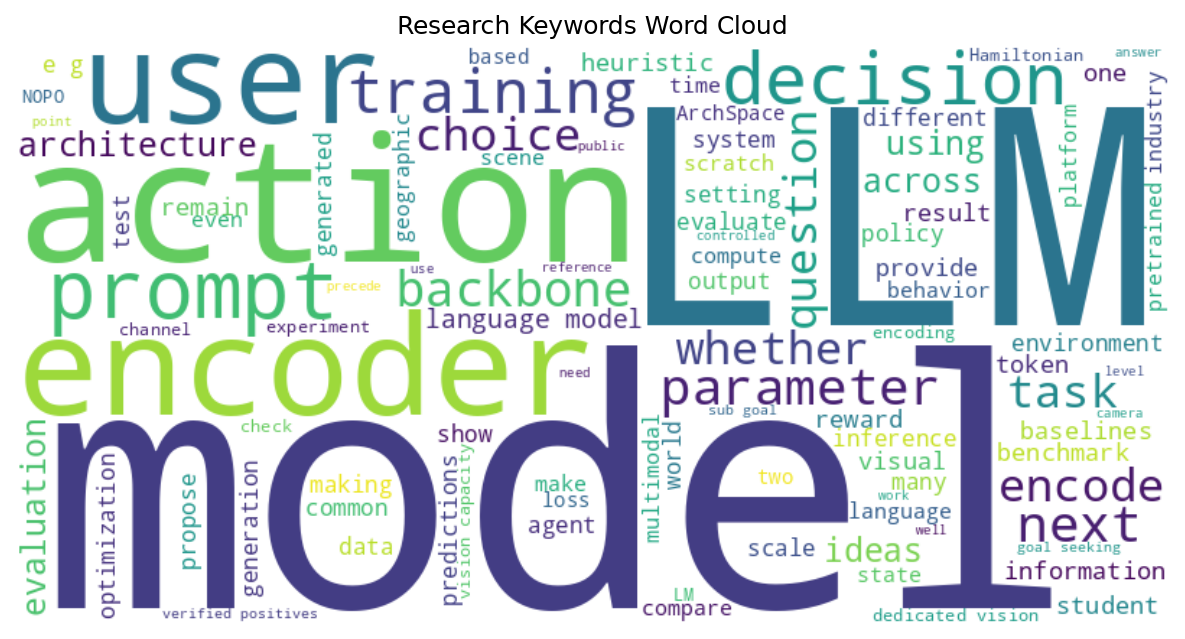 Research Keywords Word Cloud
e g
user
based
heuristic
decision
Hamiltonian
answer
NOPO
training
time
one
point
architecture
choice
public
ArchSpace
different
platform
pretrained
industry
action
generated
geographic
scene
system
scratch
question
using
test
remain
even
setting
across
evaluate
result
controlled
policy
LLM
compute
provide
prompt
use
reference
precede
backbone
output
behavior
channel
experiment
language model
encoding
environment
encoder
need
whether
token
level
parameter
task
sub goal
reward
camera
model
check
show
inference
baselines
evaluation
optimization
propose
generation
making
common
data
predictions
vision capacity
make
loss
agent
multimodal
world
two
visual
benchmark
many
work
encode
language
well
next
scale
ideas
goal seeking
state
information
LM
compare
student
verified positives
dedicated vision